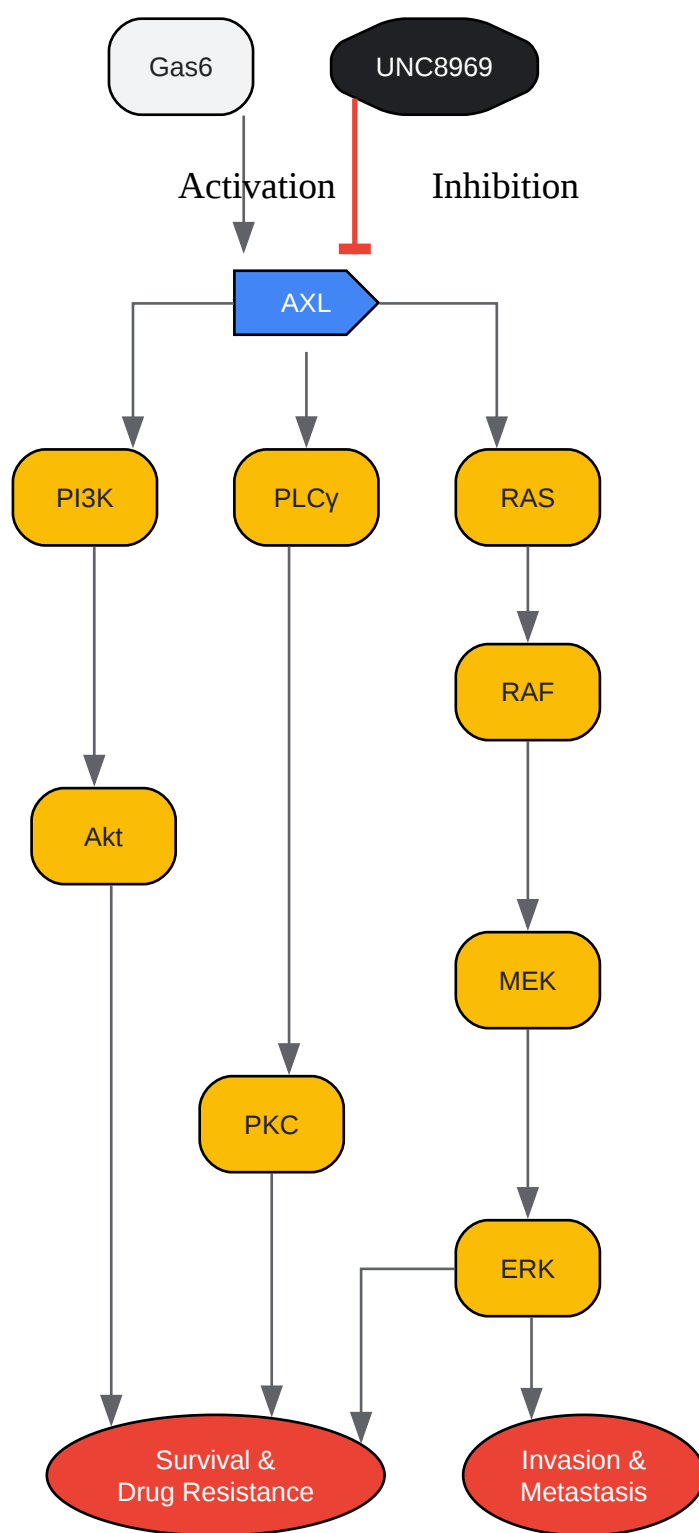 Gas6
UNC8969
Activation
Inhibition
AXL
PI3K
PLCγ
RAS
RAF
Akt
MEK
PKC
ERK
Survival &
Drug Resistance
Invasion &
Metastasis